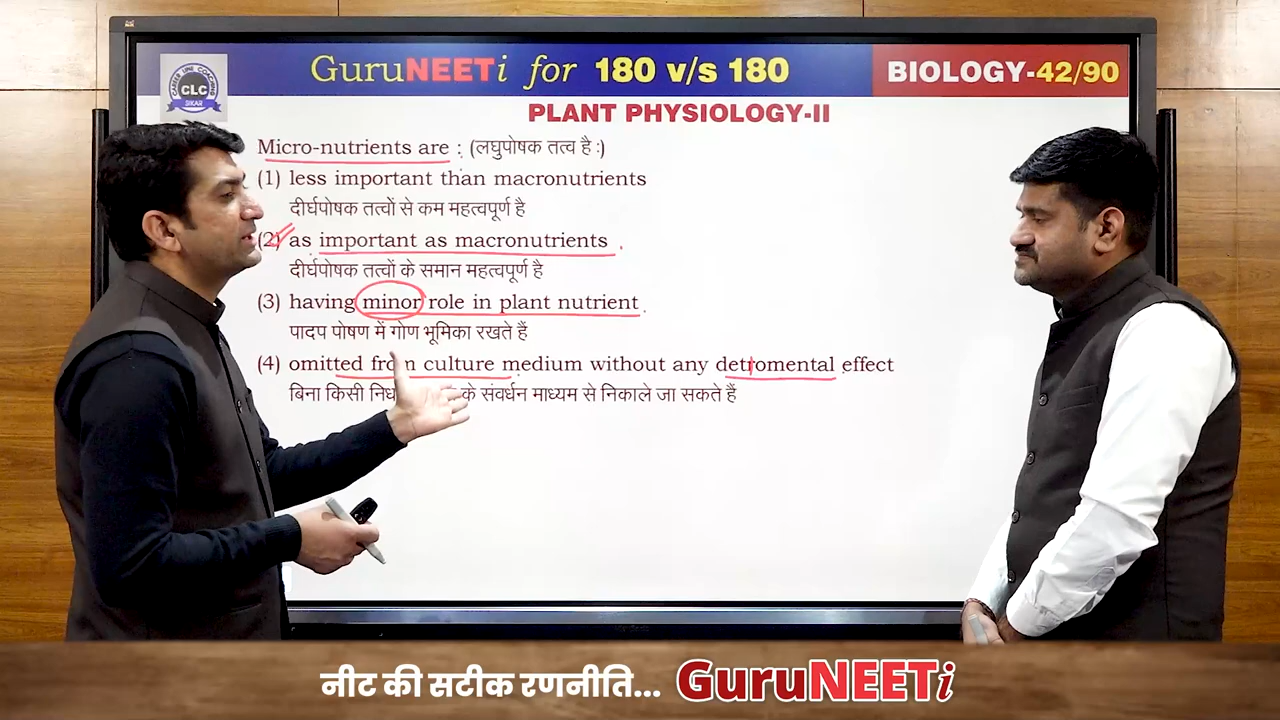 GuruNEETi for 180 v/s 180
BIOLOGY-42/90
CAREER LINE COACHING
CLC
SIKAR
PLANT PHYSIOLOGY-II
Micro-nutrients are : (लघुपोषक तत्व है :)
(1) less important than macronutrients
दीर्घपोषक तत्वों से कम महत्वपूर्ण है
(2) as important as macronutrients
दीर्घपोषक तत्वों के समान महत्वपूर्ण है
(3) having minor role in plant nutrient
पादप पोषण में गोण भूमिका रखते हैं
(4) omitted from culture medium without any detromental effect
बिना किसी के संवर्धन माध्यम से निकाले जा सकते हैं
नीट की सटीक रणनीति... GuruNEETi